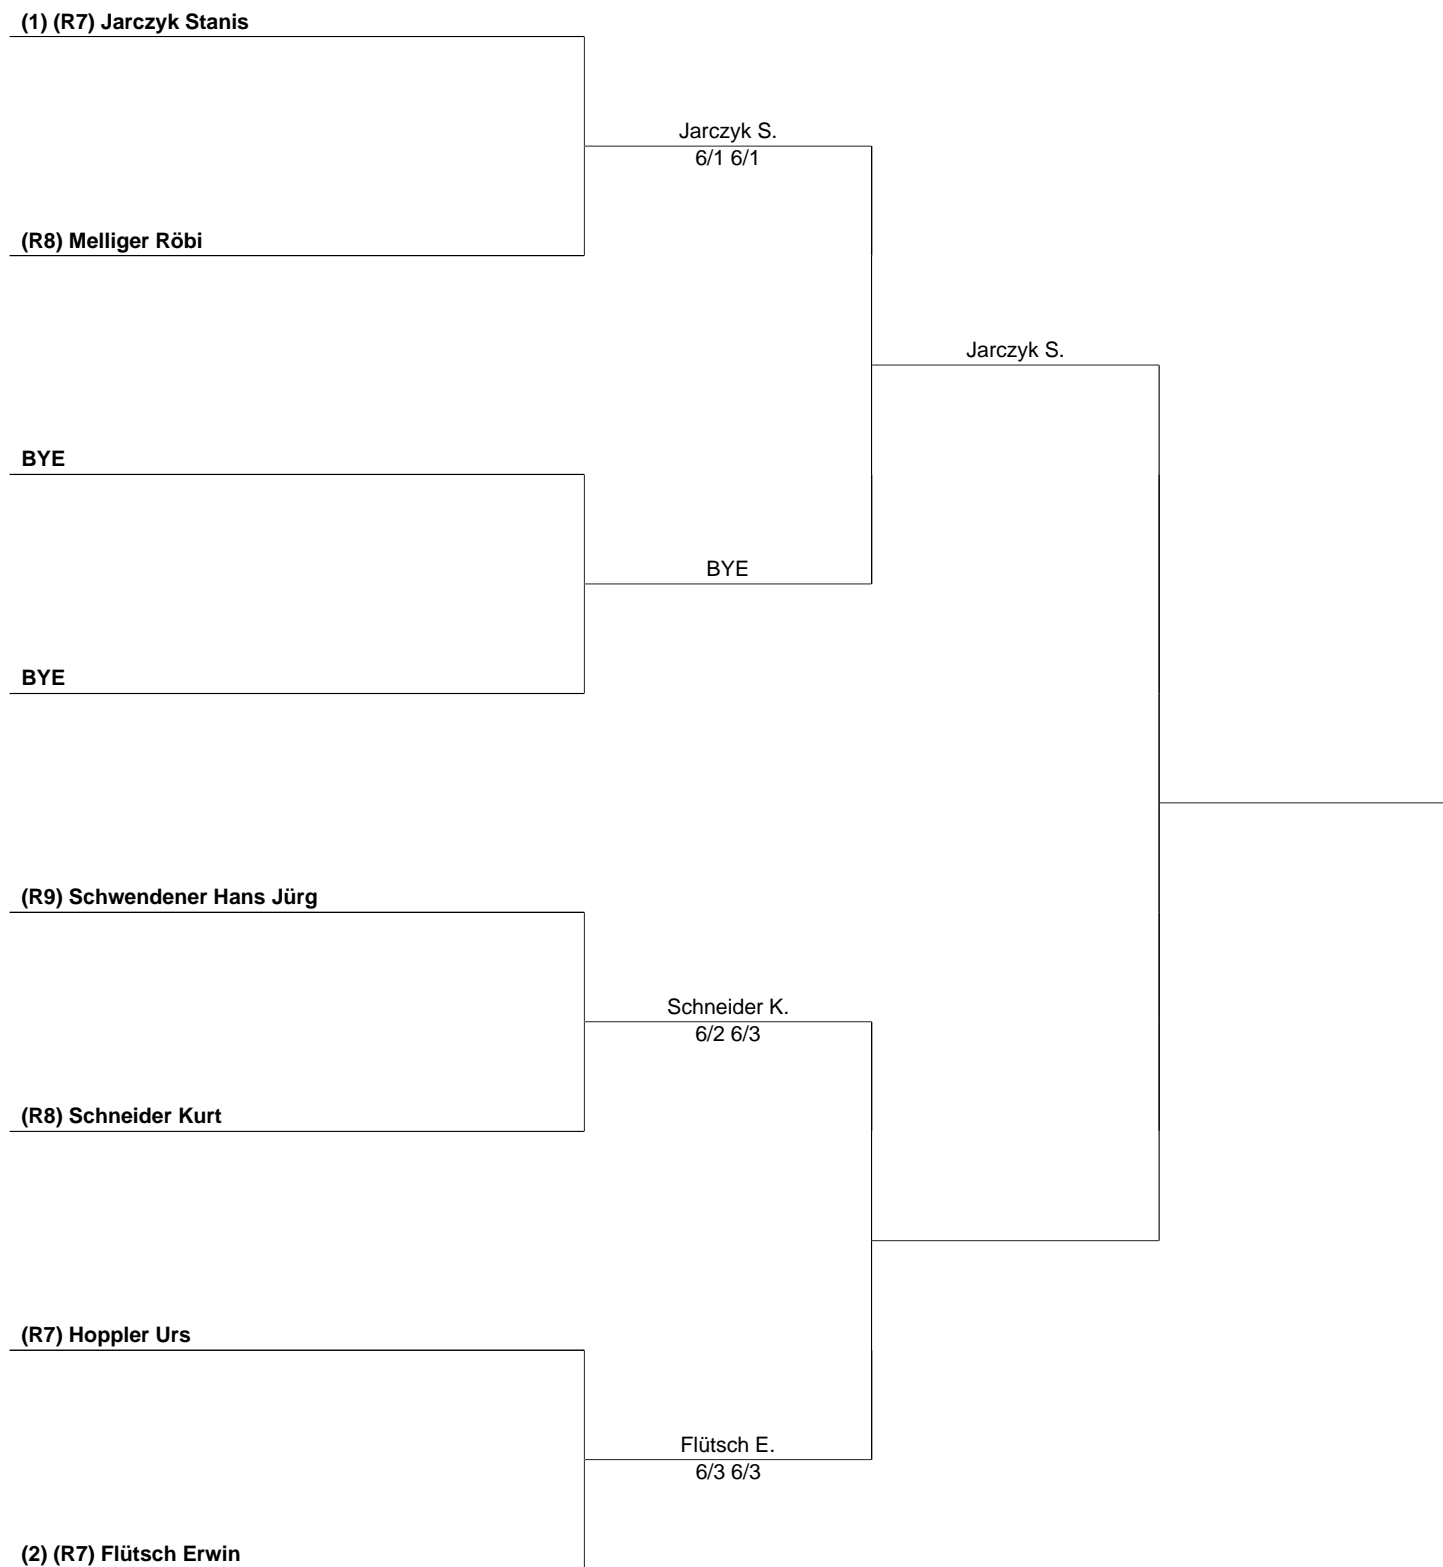 (1) (R7) Jarczyk Stanis
Jarczyk S.
6/1 6/1
(R8) Melliger Röbi
Jarczyk S.
BYE
BYE
BYE
(R9) Schwendener Hans Jürg
Schneider K.
6/2 6/3
(R8) Schneider Kurt
(R7) Hoppler Urs
Flütsch E.
6/3 6/3
(2) (R7) Flütsch Erwin